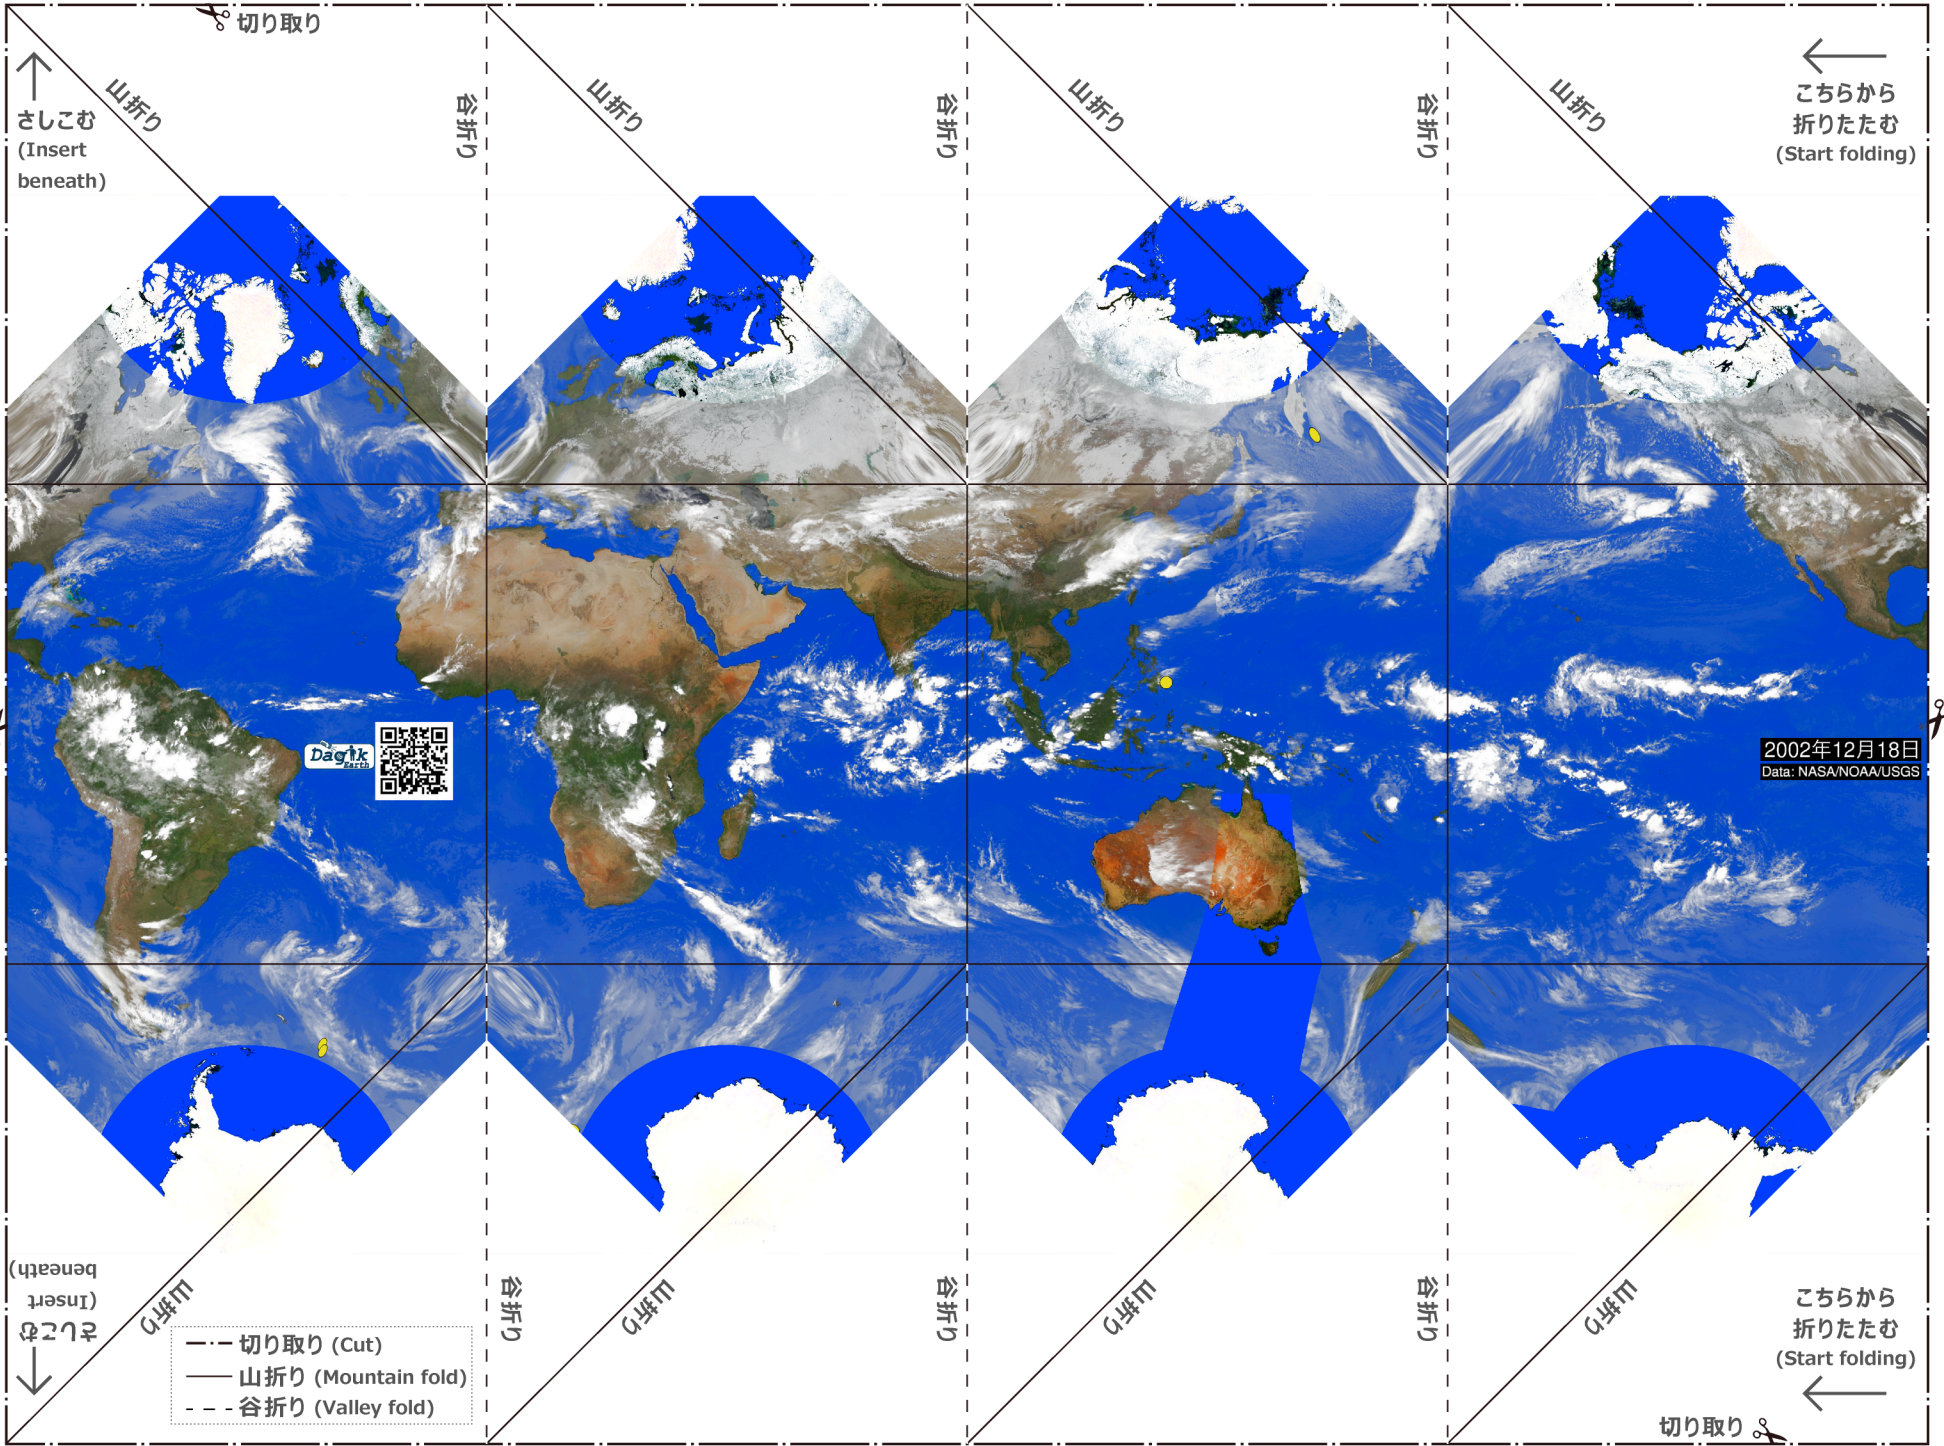 切り取り
山折り
谷折り
山折り
谷折り
山折り
谷折り
山折り
さしこむ
(Insert
beneath)
こちらから
折りたたむ
(Start folding)
Dagik
Earth
2002年12月18日
Data: NASA/NOAA/USGS
さしこむ
(Insert
beneath)
山折り
谷折り
山折り
谷折り
山折り
谷折り
山折り
こちらから
折りたたむ
(Start folding)
切り取り (Cut)
山折り (Mountain fold)
谷折り (Valley fold)
切り取り